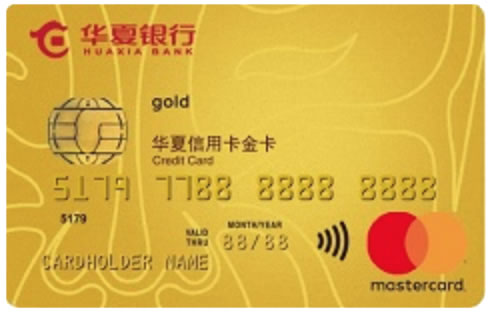 华夏银行
HUAXIA BANK
gold
华夏信用卡金卡
Credit Card
5179 7788 8888 8888
5179
VALID THRU
MONTH/YEAR
88/88
CARDHOLDER NAME
mastercard.